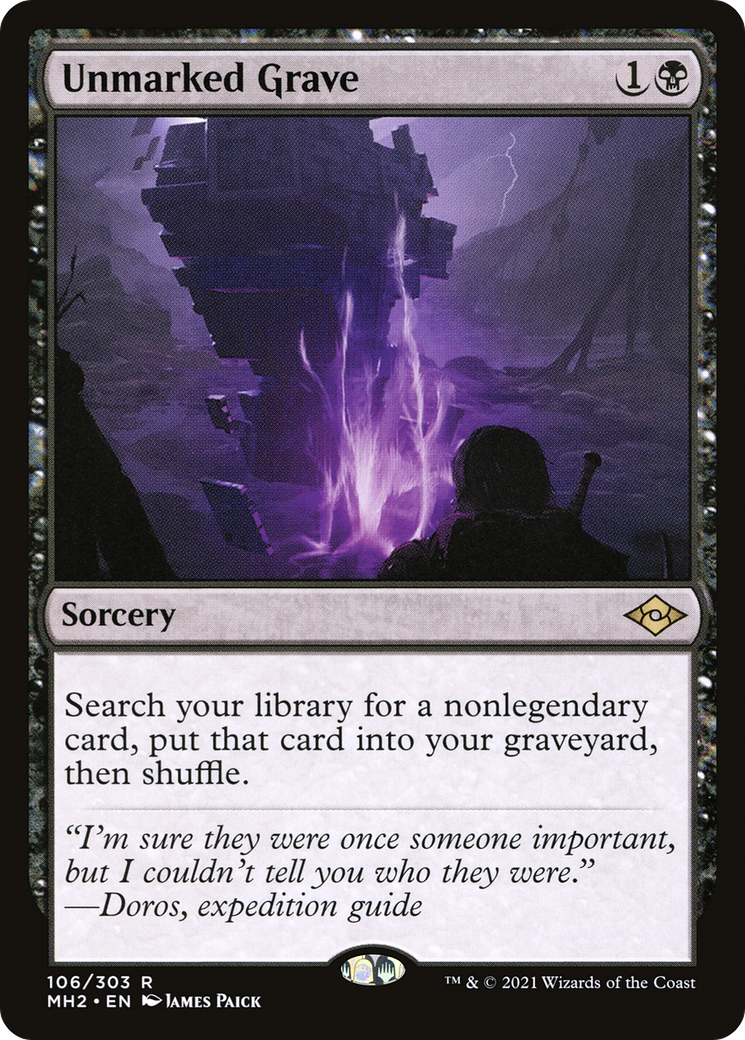 Unmarked Grave 1
Sorcery
Search your library for a nonlegendary
card, put that card into your graveyard,
then shuffle.
“I’m sure they were once someone important,
but I couldn’t tell you who they were.”
—Doros, expedition guide
106/303 R
MH2 • EN James Paick
™ & © 2021 Wizards of the Coast